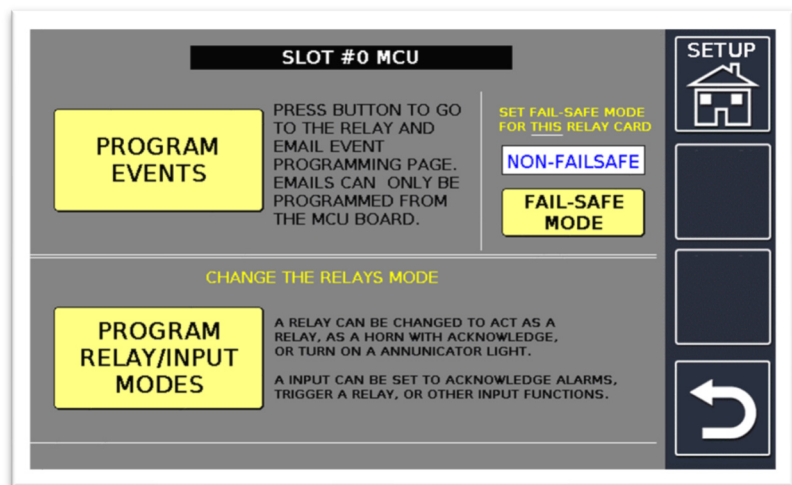 SLOT #0 MCU
SETUP
PROGRAM
EVENTS
PRESS BUTTON TO GO
TO THE RELAY AND
EMAIL EVENT
PROGRAMMING PAGE.
EMAILS CAN ONLY BE
PROGRAMMED FROM
THE MCU BOARD.
SET FAIL-SAFE MODE
FOR THIS RELAY CARD
NON-FAILSAFE
FAIL-SAFE
MODE
CHANGE THE RELAYS MODE
PROGRAM
RELAY/INPUT
MODES
A RELAY CAN BE CHANGED TO ACT AS A
RELAY, AS A HORN WITH ACKNOWLEDGE,
OR TURN ON A ANNUNICATOR LIGHT.
A INPUT CAN BE SET TO ACKNOWLEDGE ALARMS,
TRIGGER A RELAY, OR OTHER INPUT FUNCTIONS.